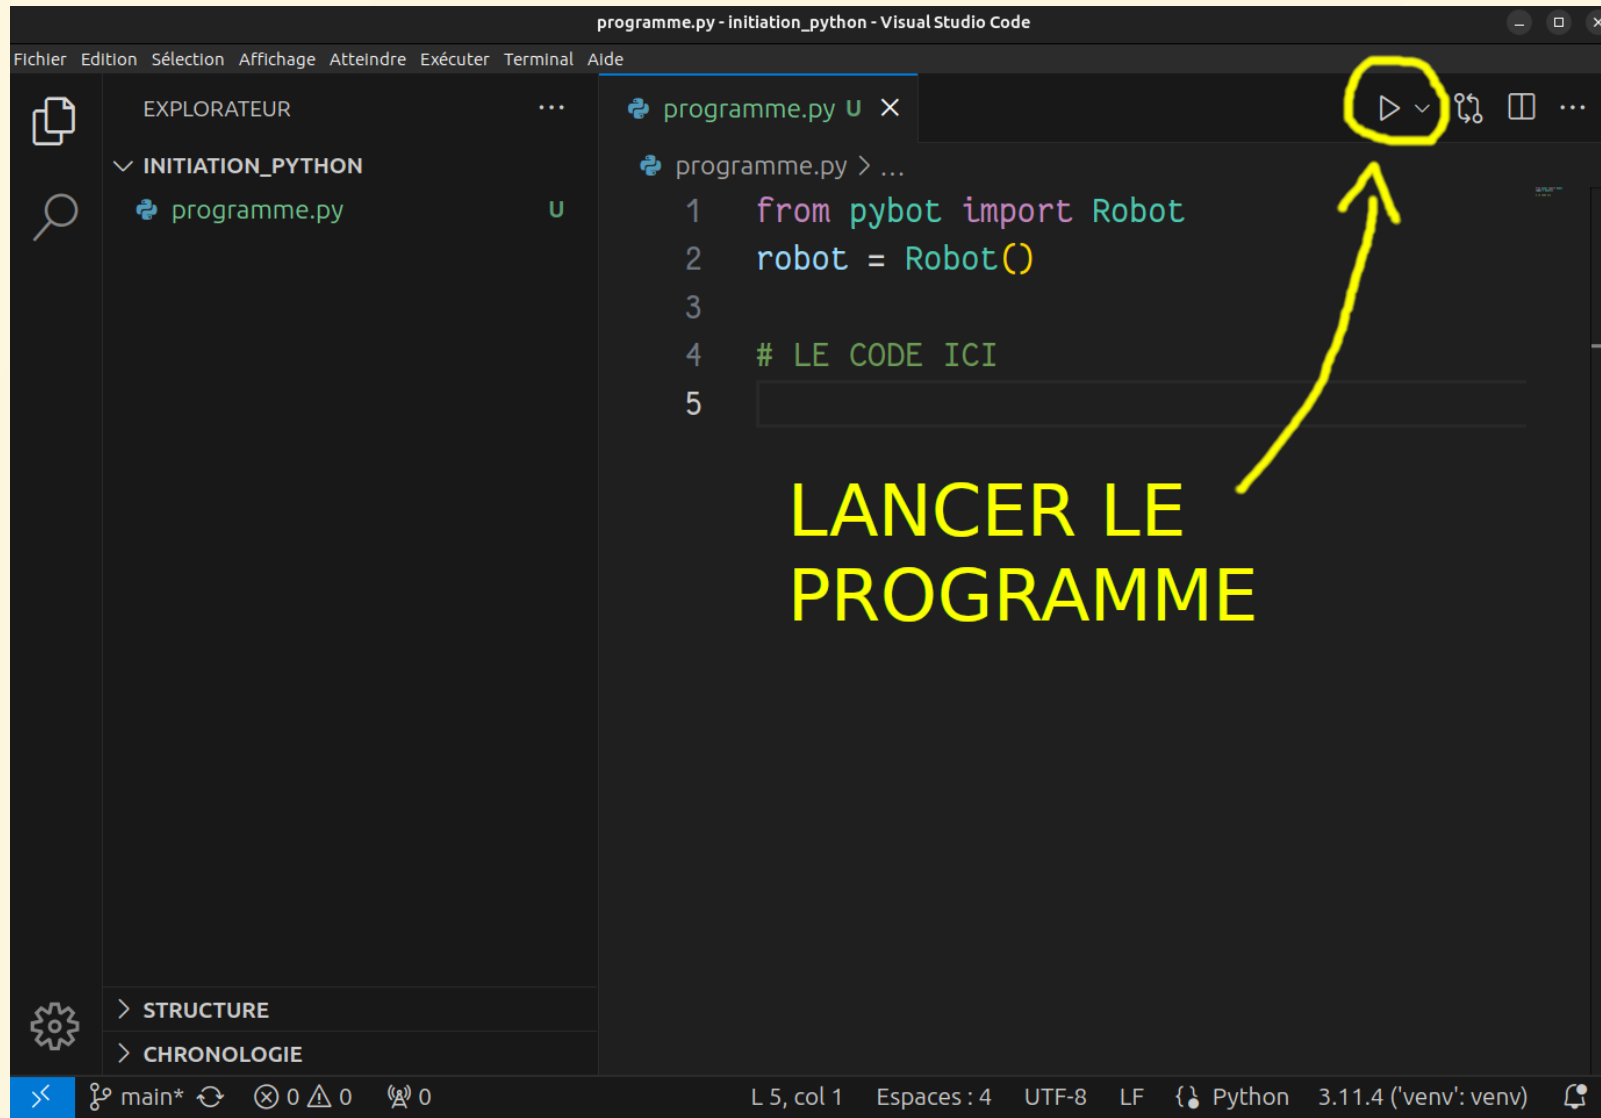 programme.py - initiation_python - Visual Studio Code
Fichier Edition Sélection Affichage Atteindre Exécuter Terminal Aide
EXPLORATEUR
INITIATION_PYTHON
programme.py U
programme.py U
programme.py > ...
1 from pybot import Robot
2 robot = Robot()
3
4 # LE CODE ICI
5
LANCER LE
PROGRAMME
STRUCTURE
CHRONOLOGIE
main* 0 0 0 L 5, col 1 Espaces : 4 UTF-8 LF Python 3.11.4 ('venv': venv)